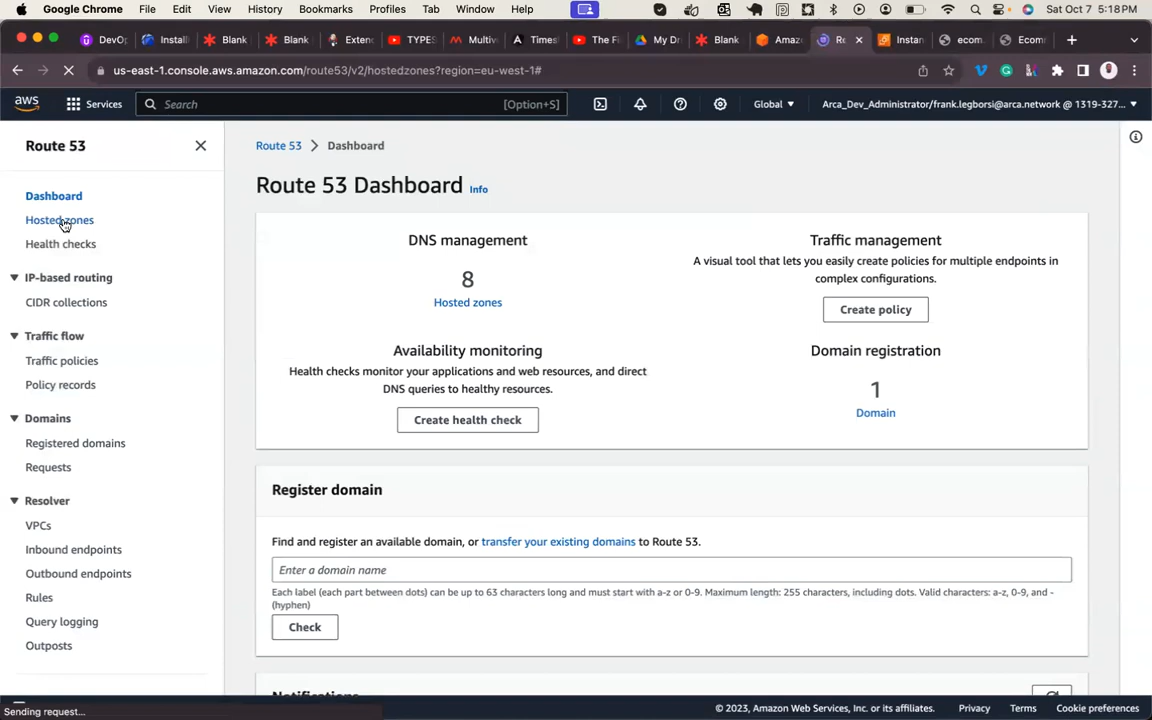 Google Chrome File Edit View History Bookmarks Profiles Tab Window Help Sat Oct 7 5:18 PM
DevOp Install Blank Blank Exten TYPES Multiv Times The Fi My Dr Blank Amaz Ro Instan ecom Ecom
us-east-1.console.aws.amazon.com/route53/v2/hostedzones?region=eu-west-1#
aws Services Search [Option+S] Global Arca_Dev_Administrator/frank.legborsi@arca.network @ 1319-327...
Route 53
Dashboard
Hosted zones
Health checks
IP-based routing
CIDR collections
Traffic flow
Traffic policies
Policy records
Domains
Registered domains
Requests
Resolver
VPCs
Inbound endpoints
Outbound endpoints
Rules
Query logging
Outposts
Route 53 > Dashboard
Route 53 Dashboard Info
DNS management
8
Hosted zones
Traffic management
A visual tool that lets you easily create policies for multiple endpoints in
complex configurations.
Create policy
Availability monitoring
Health checks monitor your applications and web resources, and direct
DNS queries to healthy resources.
Create health check
Domain registration
1
Domain
Register domain
Find and register an available domain, or transfer your existing domains to Route 53.
Enter a domain name
Each label (each part between dots) can be up to 63 characters long and must start with a-z or 0-9. Maximum length: 255 characters, including dots. Valid characters: a-z, 0-9, and -
(hyphen)
Check
Notifications
Sending request...
© 2023, Amazon Web Services, Inc. or its affiliates. Privacy Terms Cookie preferences